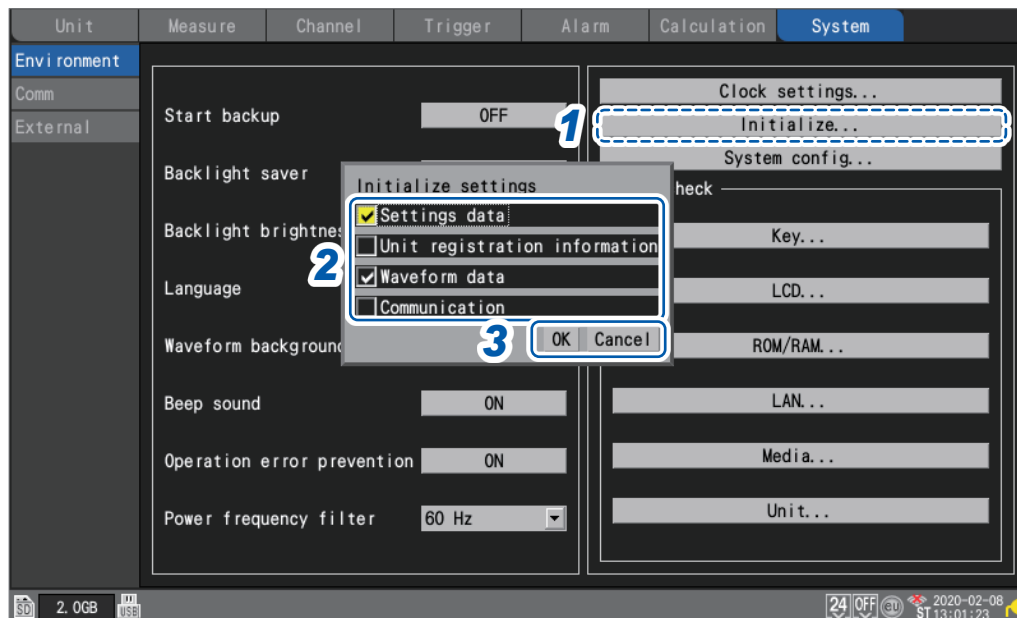 Unit Measure Channel Trigger Alarm Calculation System
Environment
Comm
External
Start backup OFF
Backlight saver
Backlight brightnes
Language
Waveform background
Beep sound ON
Operation error prevention ON
Power frequency filter 60 Hz
1
Clock settings...
Initialize...
System config...
heck
Key...
LCD...
ROM/RAM...
LAN...
Media...
Unit...
Initialize settings
2
Settings data
Unit registration information
Waveform data
Communication
3
OK Cancel
SD 2.0GB USB
24 OFF eu ST 2020-02-08
13:01:23